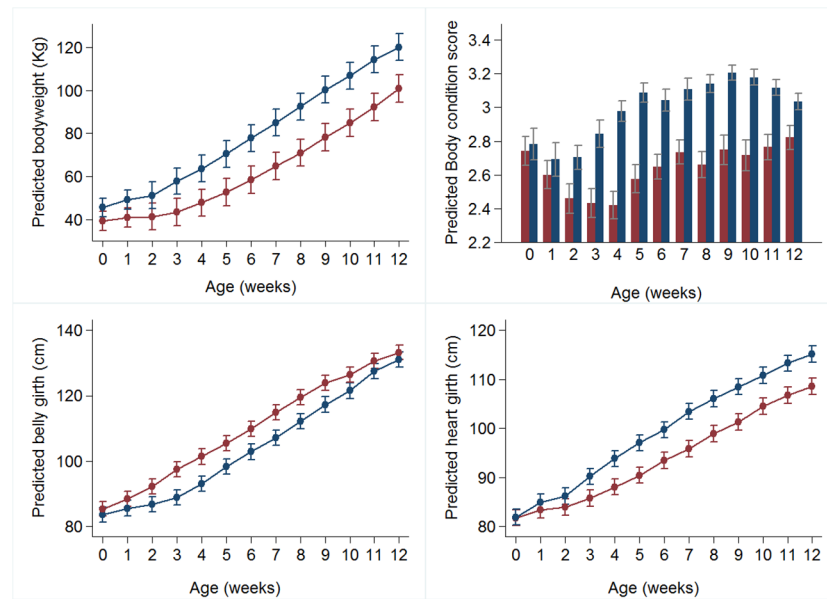 Predicted bodyweight (Kg)
120
100
80
60
40
0 1 2 3 4 5 6 7 8 9 10 11 12
Age (weeks)
Predicted Body condition score
3.4
3.2
3
2.8
2.6
2.4
2.2
0 1 2 3 4 5 6 7 8 9 10 11 12
Age (weeks)
Predicted belly girth (cm)
140
120
100
80
0 1 2 3 4 5 6 7 8 9 10 11 12
Age (weeks)
Predicted heart girth (cm)
120
110
100
90
80
0 1 2 3 4 5 6 7 8 9 10 11 12
Age (weeks)